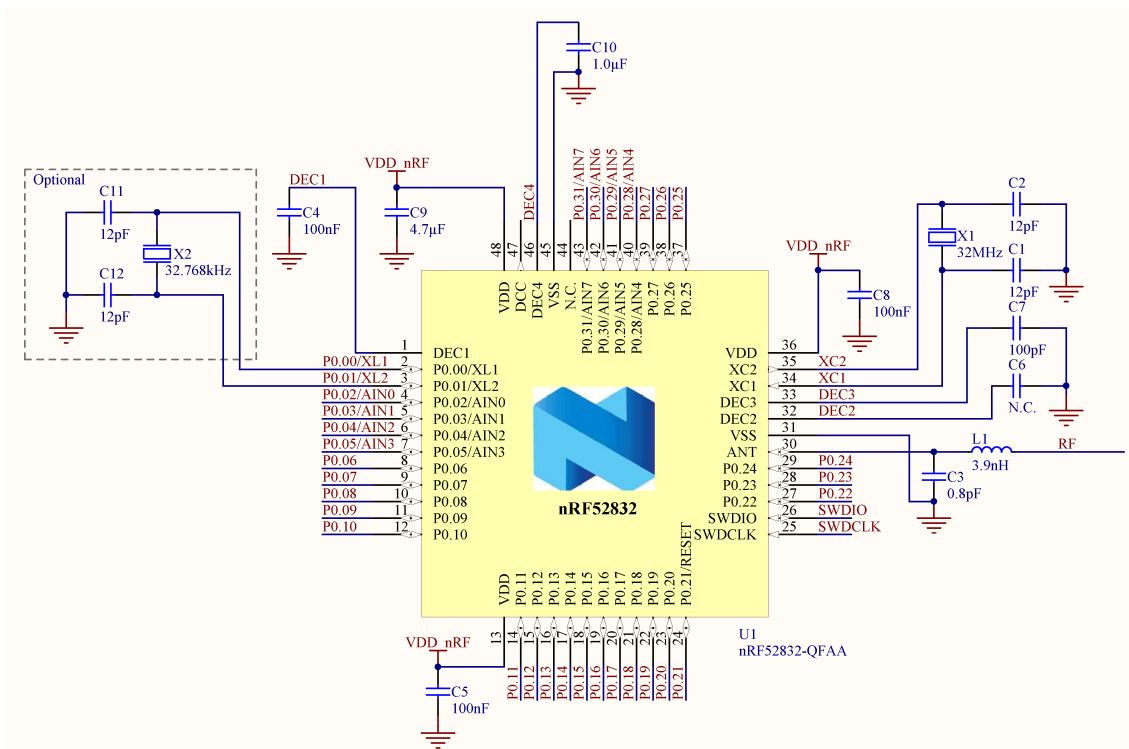 C10
1.0µF
Optional
C11
12pF
X2
32.768kHz
C12
12pF
DEC1
C4
100nF
VDD_nRF
C9
4.7µF
DEC4
P0.31/AIN7
P0.30/AIN6
P0.29/AIN5
P0.28/AIN4
P0.27
P0.26
P0.25
48
47
46
45
44
43
42
41
40
39
38
37
VDD
DCC
DEC4
VSS
N.C.
P0.31/AIN7
P0.30/AIN6
P0.29/AIN5
P0.28/AIN4
P0.27
P0.26
P0.25
C2
12pF
X1
32MHz
C1
12pF
VDD_nRF
C8
100nF
C7
100pF
C6
N.C.
1 DEC1
P0.00/XL1 2 P0.00/XL1
P0.01/XL2 3 P0.01/XL2
P0.02/AIN0 4 P0.02/AIN0
P0.03/AIN1 5 P0.03/AIN1
P0.04/AIN2 6 P0.04/AIN2
P0.05/AIN3 7 P0.05/AIN3
P0.06 8 P0.06
P0.07 9 P0.07
P0.08 10 P0.08
P0.09 11 P0.09
P0.10 12 P0.10
VDD 36
XC2 35 XC2
XC1 34 XC1
DEC3 33 DEC3
DEC2 32 DEC2
VSS 31
ANT 30
P0.24 29 P0.24
P0.23 28 P0.23
P0.22 27 P0.22
SWDIO 26 SWDIO
SWDCLK 25 SWDCLK
L1
3.9nH
RF
C3
0.8pF
nRF52832
VDD
P0.11
P0.12
P0.13
P0.14
P0.15
P0.16
P0.17
P0.18
P0.19
P0.20
P0.21/RESET
13
14
15
16
17
18
19
20
21
22
23
24
P0.11
P0.12
P0.13
P0.14
P0.15
P0.16
P0.17
P0.18
P0.19
P0.20
P0.21
VDD_nRF
C5
100nF
U1
nRF52832-QFAA